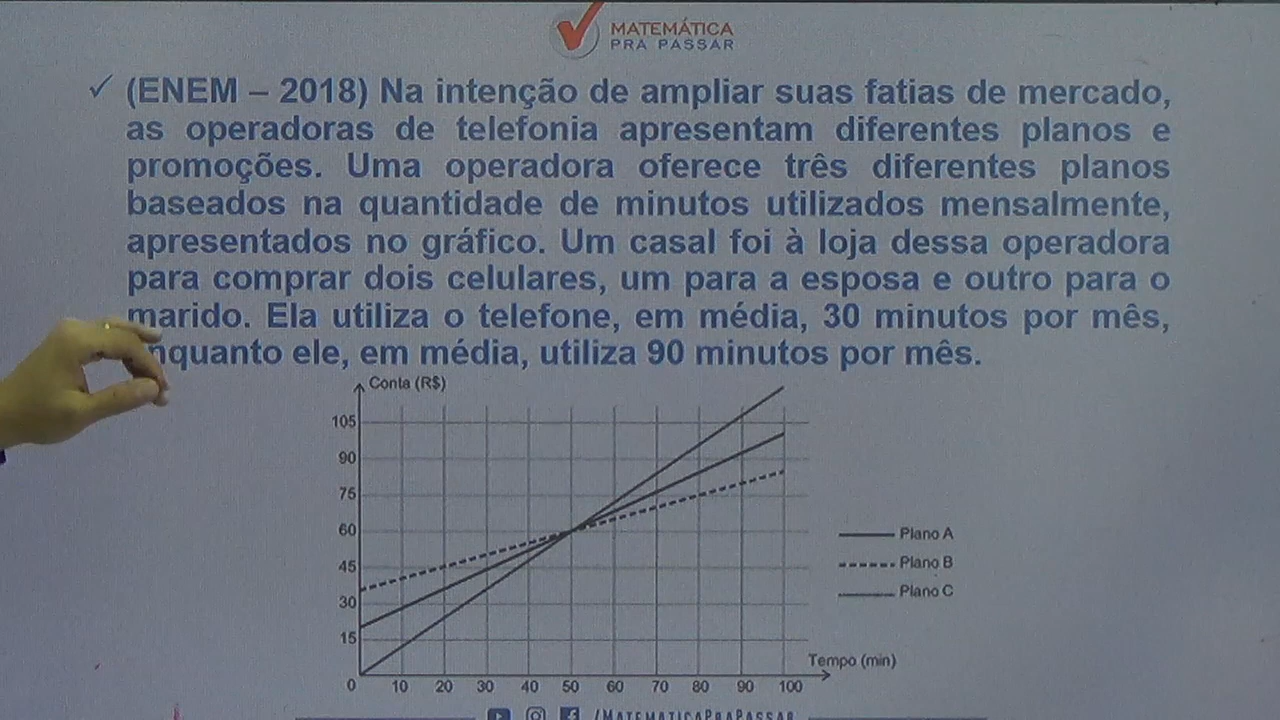 MATEMÁTICA
PRA PASSAR
(ENEM – 2018) Na intenção de ampliar suas fatias de mercado,
as operadoras de telefonia apresentam diferentes planos e
promoções. Uma operadora oferece três diferentes planos
baseados na quantidade de minutos utilizados mensalmente,
apresentados no gráfico. Um casal foi à loja dessa operadora
para comprar dois celulares, um para a esposa e outro para o
marido. Ela utiliza o telefone, em média, 30 minutos por mês,
nquanto ele, em média, utiliza 90 minutos por mês.
Conta (R$)
105
90
75
60
45
30
15
Plano A
Plano B
Plano C
Tempo (min)
0 10 20 30 40 50 60 70 80 90 100
/MATEMATICAPRAPASSAR